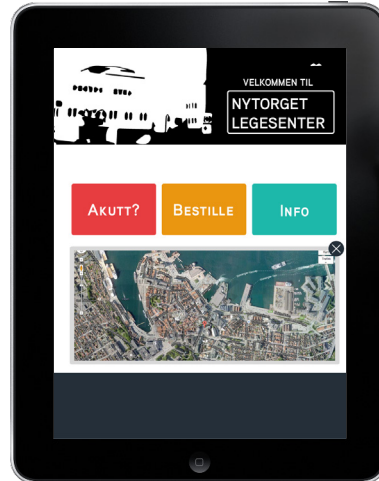 VELKOMMEN TIL
NYTORGET
LEGESENTER
AKUTT?
BESTILLE
INFO